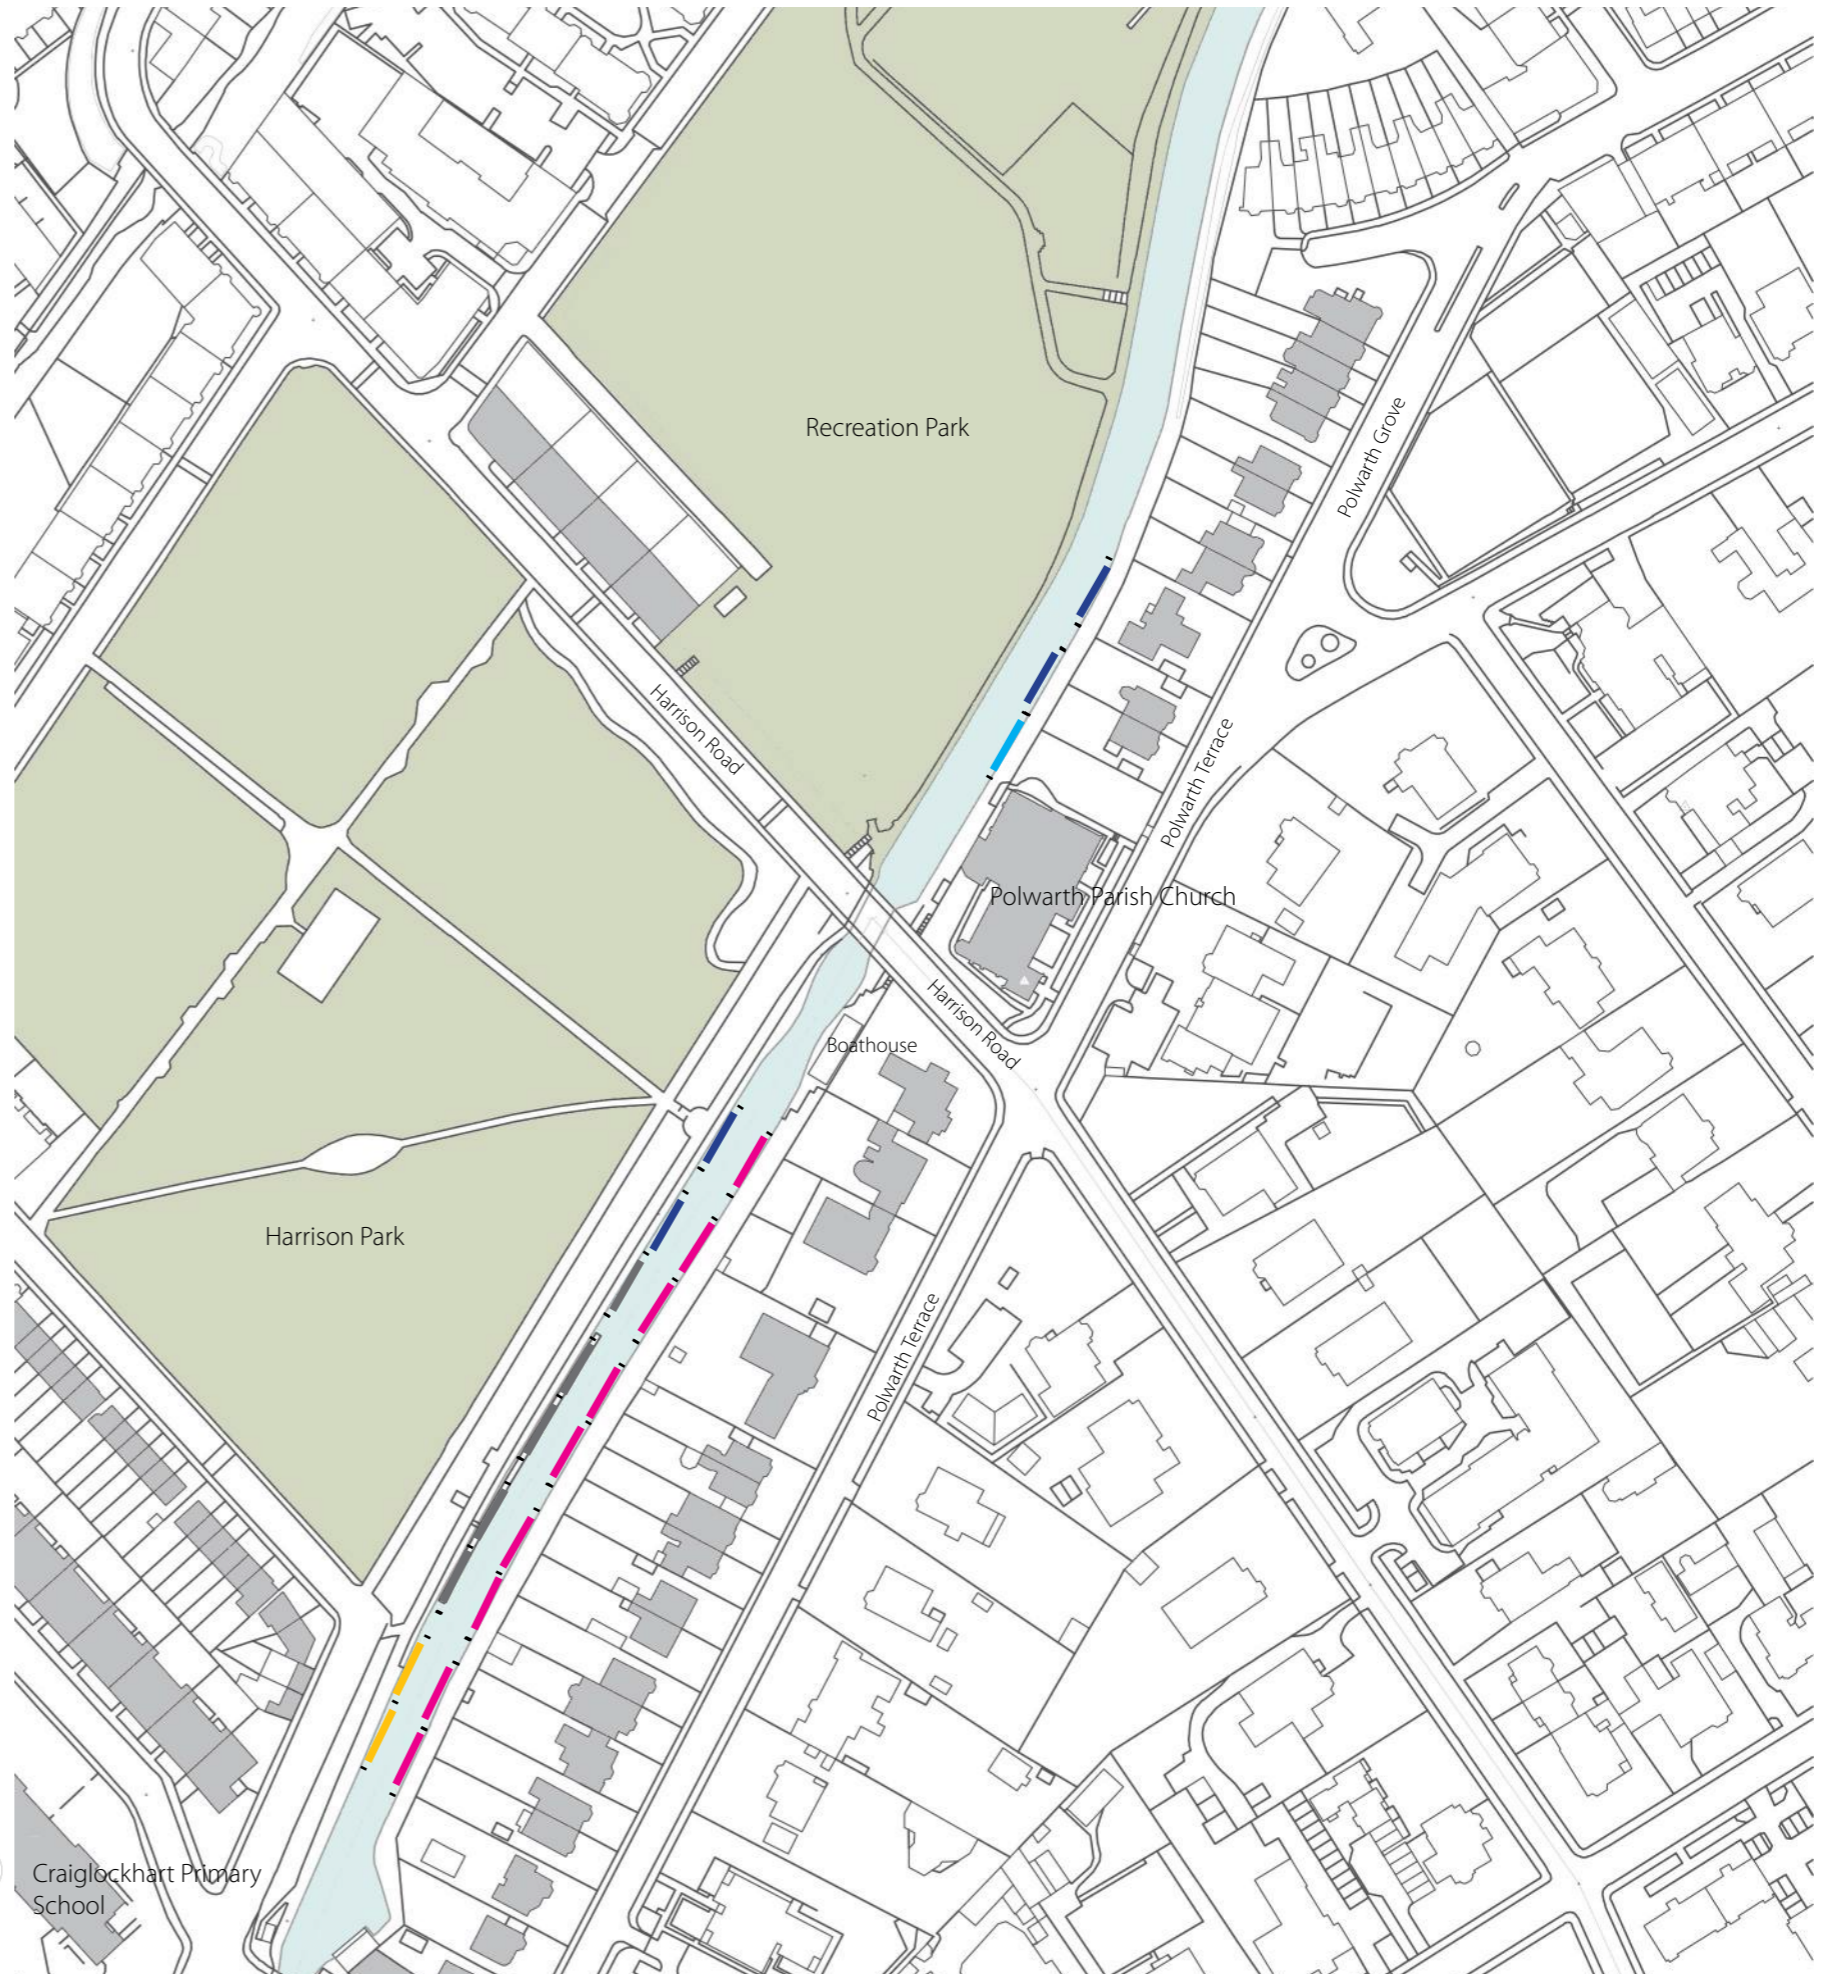 Recreation Park
Polwarth Grove
Harrison Road
Polwarth Terrace
Polwarth Parish Church
Harrison Road
Boathouse
Harrison Park
Polwarth Terrace
Craiglockhart Primary
School